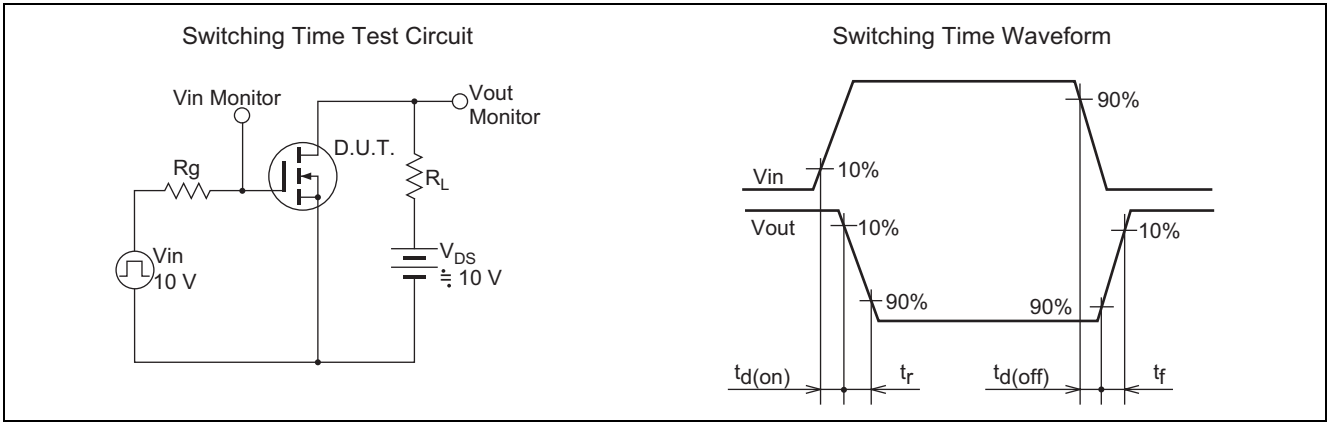 Switching Time Test Circuit
Vin Monitor
Vout
Monitor
D.U.T.
Rg
RL
Vin
10 V
VDS
≒ 10 V
Switching Time Waveform
90%
10%
Vin
Vout
10%
10%
90%
90%
td(on)
tr
td(off)
tf